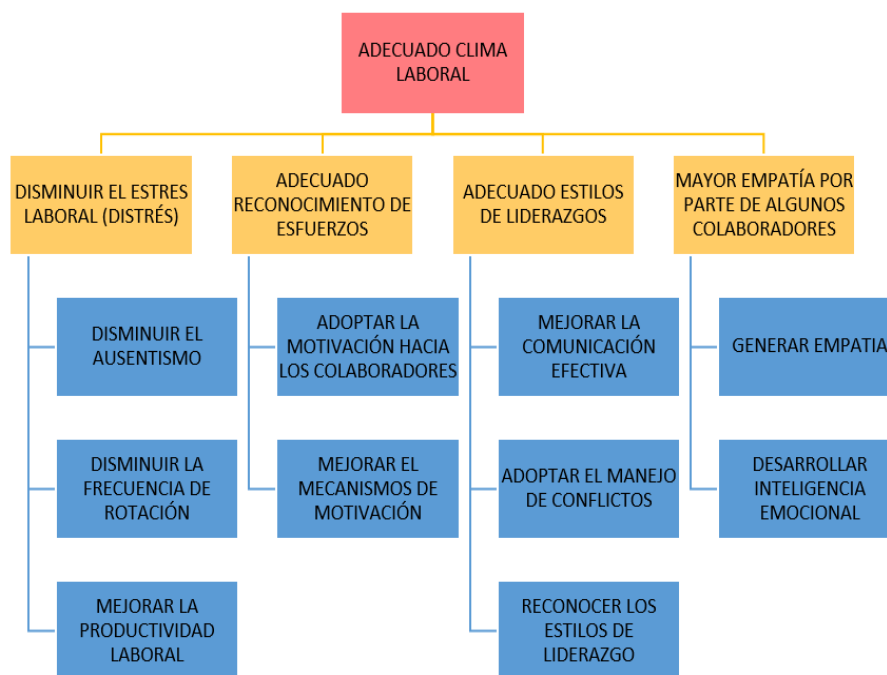 ADECUADO CLIMA
LABORAL
DISMINUIR EL ESTRES
LABORAL (DISTRÉS)
ADECUADO
RECONOCIMIENTO DE
ESFUERZOS
ADECUADO ESTILOS
DE LIDERAZGOS
MAYOR EMPATÍA POR
PARTE DE ALGUNOS
COLABORADORES
DISMINUIR EL
AUSENTISMO
ADOPTAR LA
MOTIVACIÓN HACIA
LOS COLABORADORES
MEJORAR LA
COMUNICACIÓN
EFECTIVA
GENERAR EMPATIA
DISMINUIR LA
FRECUENCIA DE
ROTACIÓN
MEJORAR EL
MECANISMOS DE
MOTIVACIÓN
ADOPTAR EL MANEJO
DE CONFLICTOS
DESARROLLAR
INTELIGENCIA
EMOCIONAL
MEJORAR LA
PRODUCTIVIDAD
LABORAL
RECONOCER LOS
ESTILOS DE
LIDERAZGO